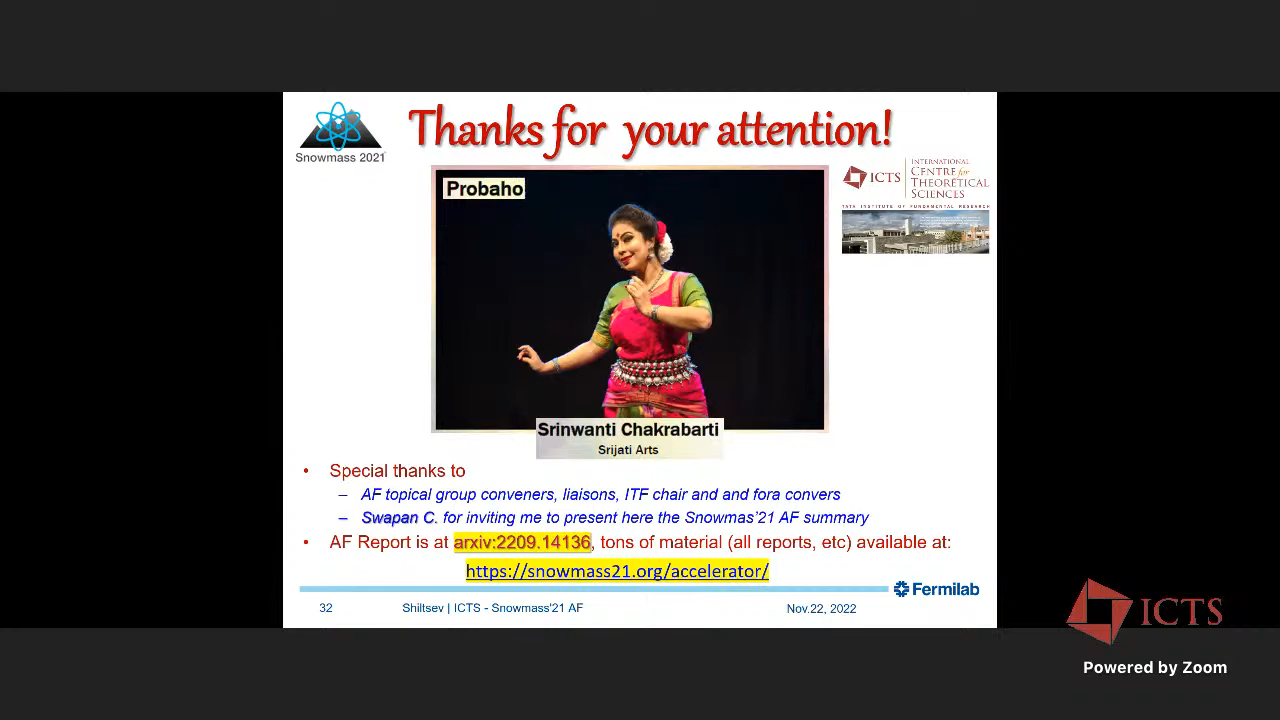 Thanks for your attention!
Snowmass 2021
Probaho
ICTS
INTERNATIONAL
CENTRE for
THEORETICAL
SCIENCES
TATA INSTITUTE OF FUNDAMENTAL RESEARCH
Srinwanti Chakrabarti
Srijati Arts
• Special thanks to
– AF topical group conveners, liaisons, ITF chair and and fora convers
– Swapan C. for inviting me to present here the Snowmas'21 AF summary
• AF Report is at arxiv:2209.14136, tons of material (all reports, etc) available at:
https://snowmass21.org/accelerator/
Fermilab
32 Shiltsev | ICTS - Snowmass'21 AF Nov.22, 2022
ICTS
Powered by Zoom